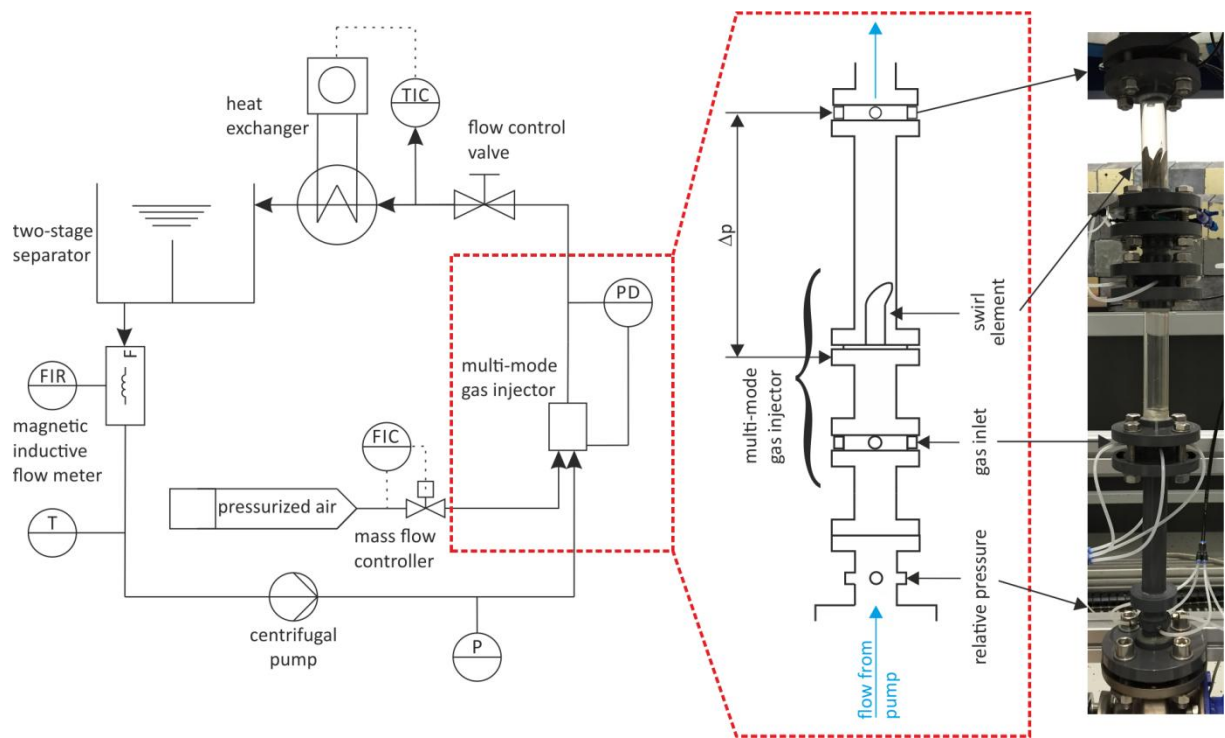 heat
exchanger
TIC
flow control
valve
two-stage
separator
FIR
F
magnetic
inductive
flow meter
T
pressurized air
FIC
mass flow
controller
multi-mode
gas injector
PD
centrifugal
pump
P
Δp
multi-mode
gas injector
swirl
element
gas inlet
relative pressure
flow from
pump